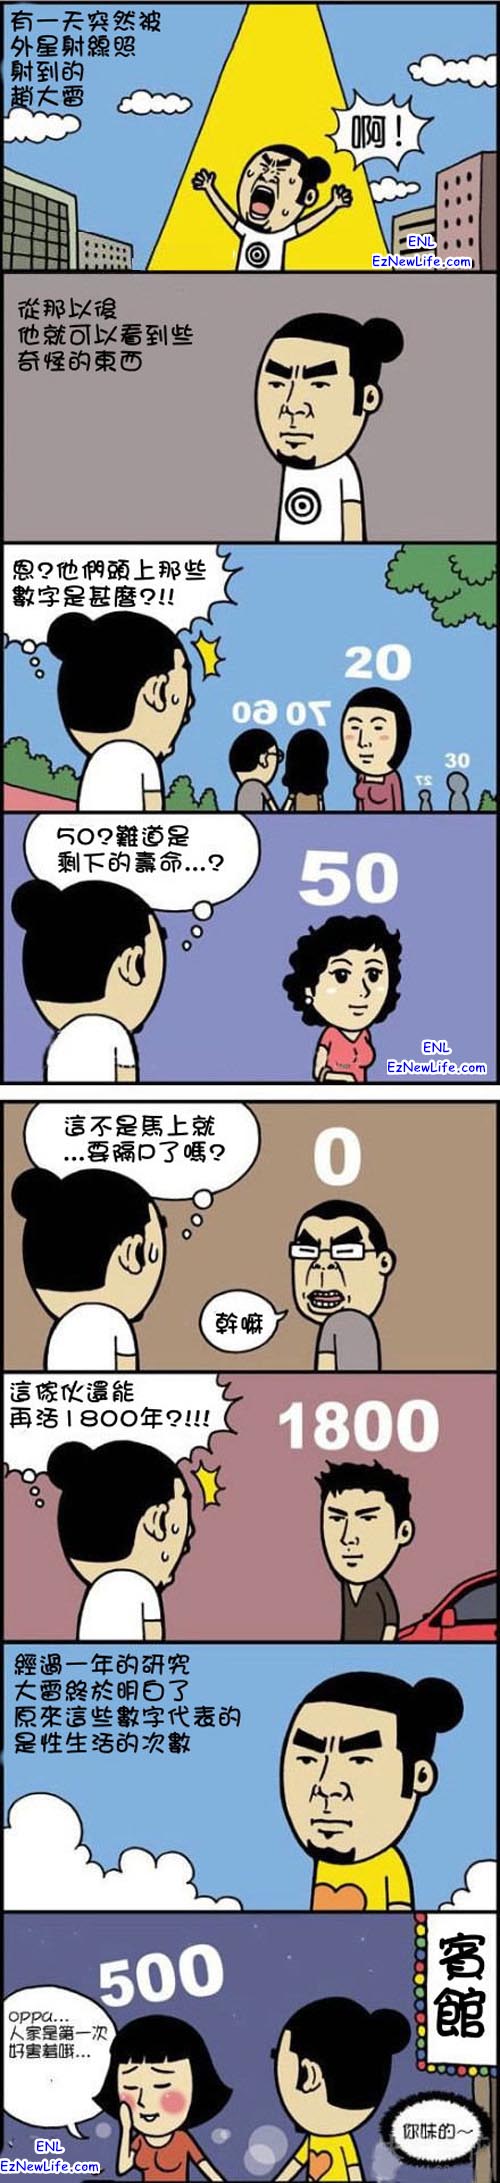 有一天突然被
外星射線照
射到的
趙大雷
啊！
ENL
EzNewLife.com
從那以後
他就可以看到些
奇怪的東西
恩?他們頭上那些
數字是甚麼?!!
20
60 70
27 30
50?難道是
剩下的壽命...?
50
ENL
EzNewLife.com
這不是馬上就
...要隔P了嗎?
0
幹嘛
這傢伙還能
再活1800年?!!!
1800
經過一年的研究
大雷終於明白了
原來這些數字代表的
是性生活的次數
500
賓館
oppa...
人家是第一次
好害羞哦...
你妹的~
ENL
EzNewLife.com